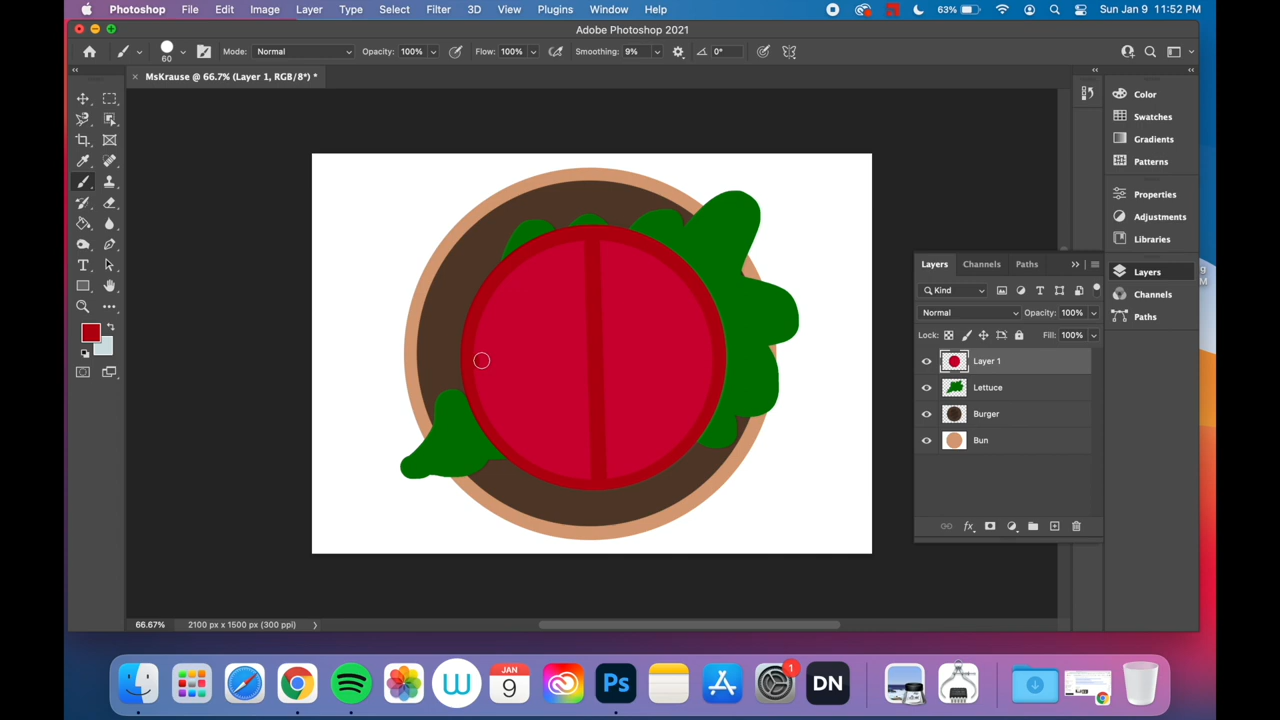 Photoshop File Edit Image Layer Type Select Filter 3D View Plugins Window Help 63% Sun Jan 9 11:52 PM
Adobe Photoshop 2021
60 Mode: Normal Opacity: 100% Flow: 100% Smoothing: 9% 0°
× MsKrause @ 66.7% (Layer 1, RGB/8*) *
Color
Swatches
Gradients
Patterns
Properties
Adjustments
Libraries
Layers
Channels
Paths
Layers Channels Paths
Kind
Normal Opacity: 100%
Lock: Fill: 100%
Layer 1
Lettuce
Burger
Bun
fx
9
M
66.67% 2100 px x 1500 px (300 ppi)
W
JAN
9
Ps
1
DN